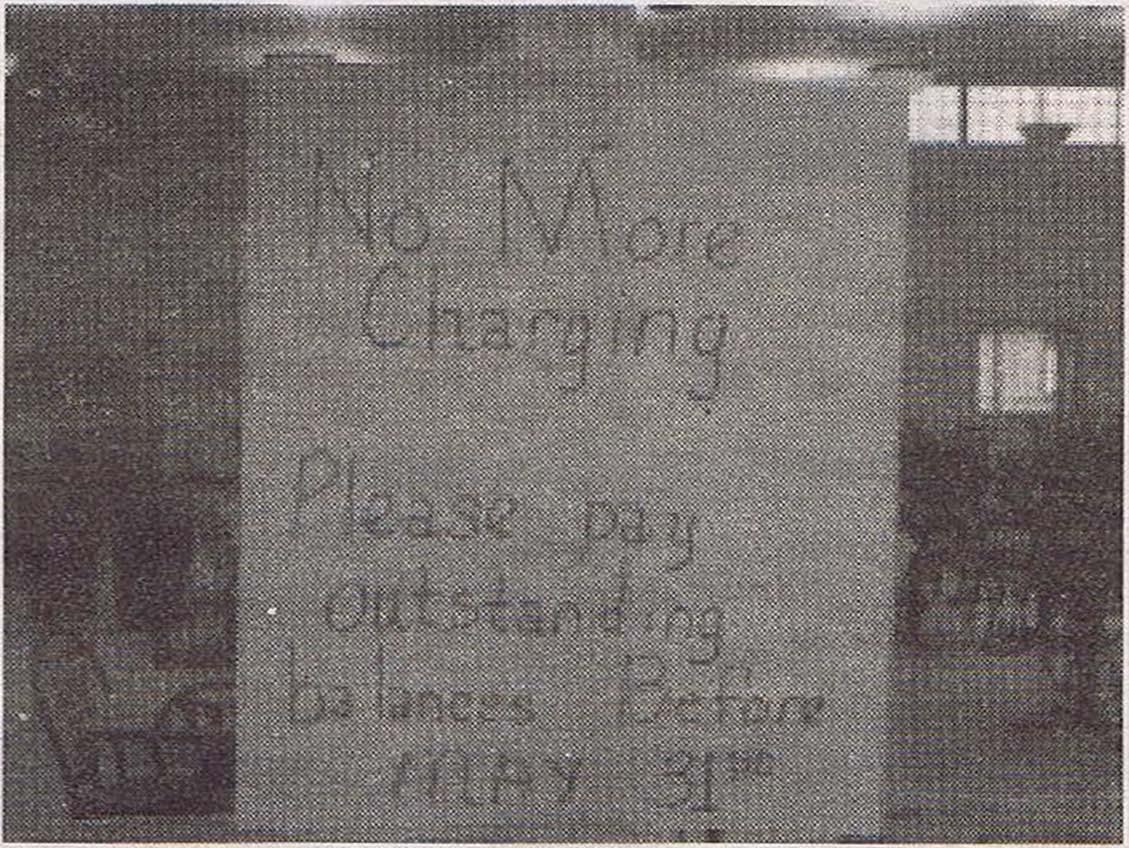 No More
Charging
Please pay
outstanding
balances Before
MAY 31st